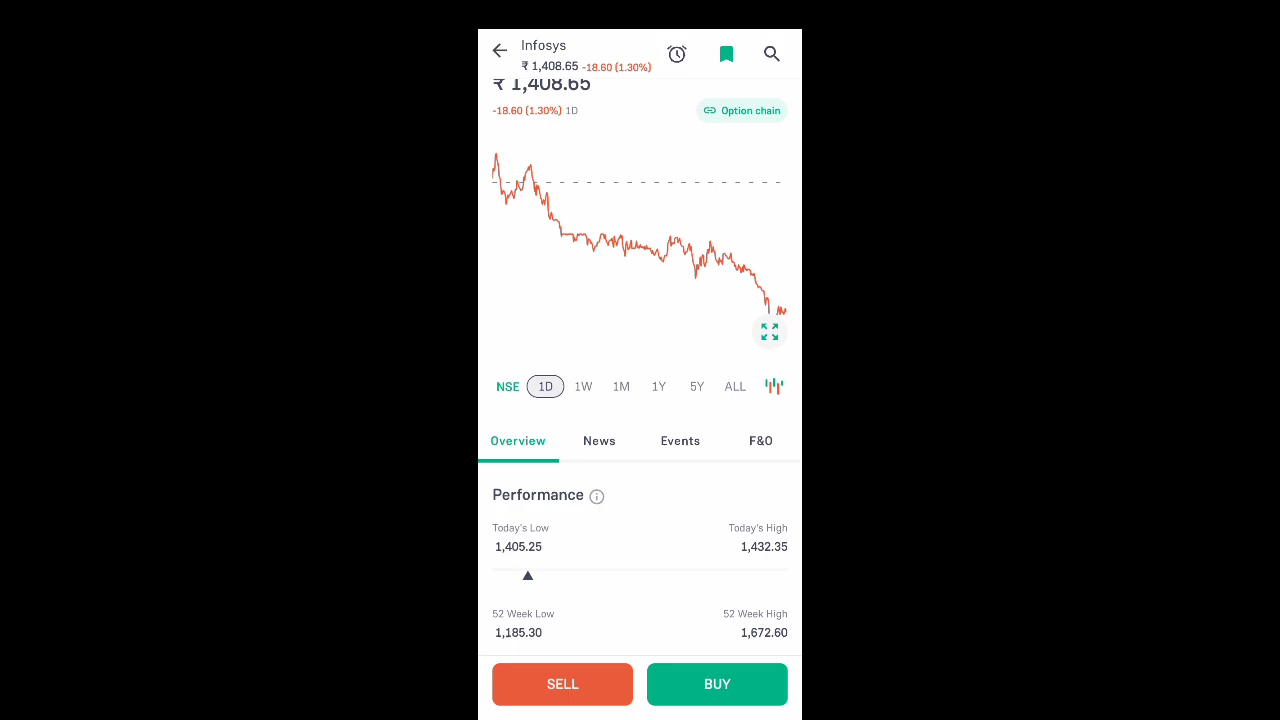 Infosys
₹ 1,408.65 -18.60 (1.30%)
₹ 1,408.65
-18.60 (1.30%) 1D
Option chain
NSE 1D 1W 1M 1Y 5Y ALL
Overview News Events F&O
Performance
Today's Low Today's High
1,405.25 1,432.35
52 Week Low 52 Week High
1,185.30 1,672.60
SELL BUY